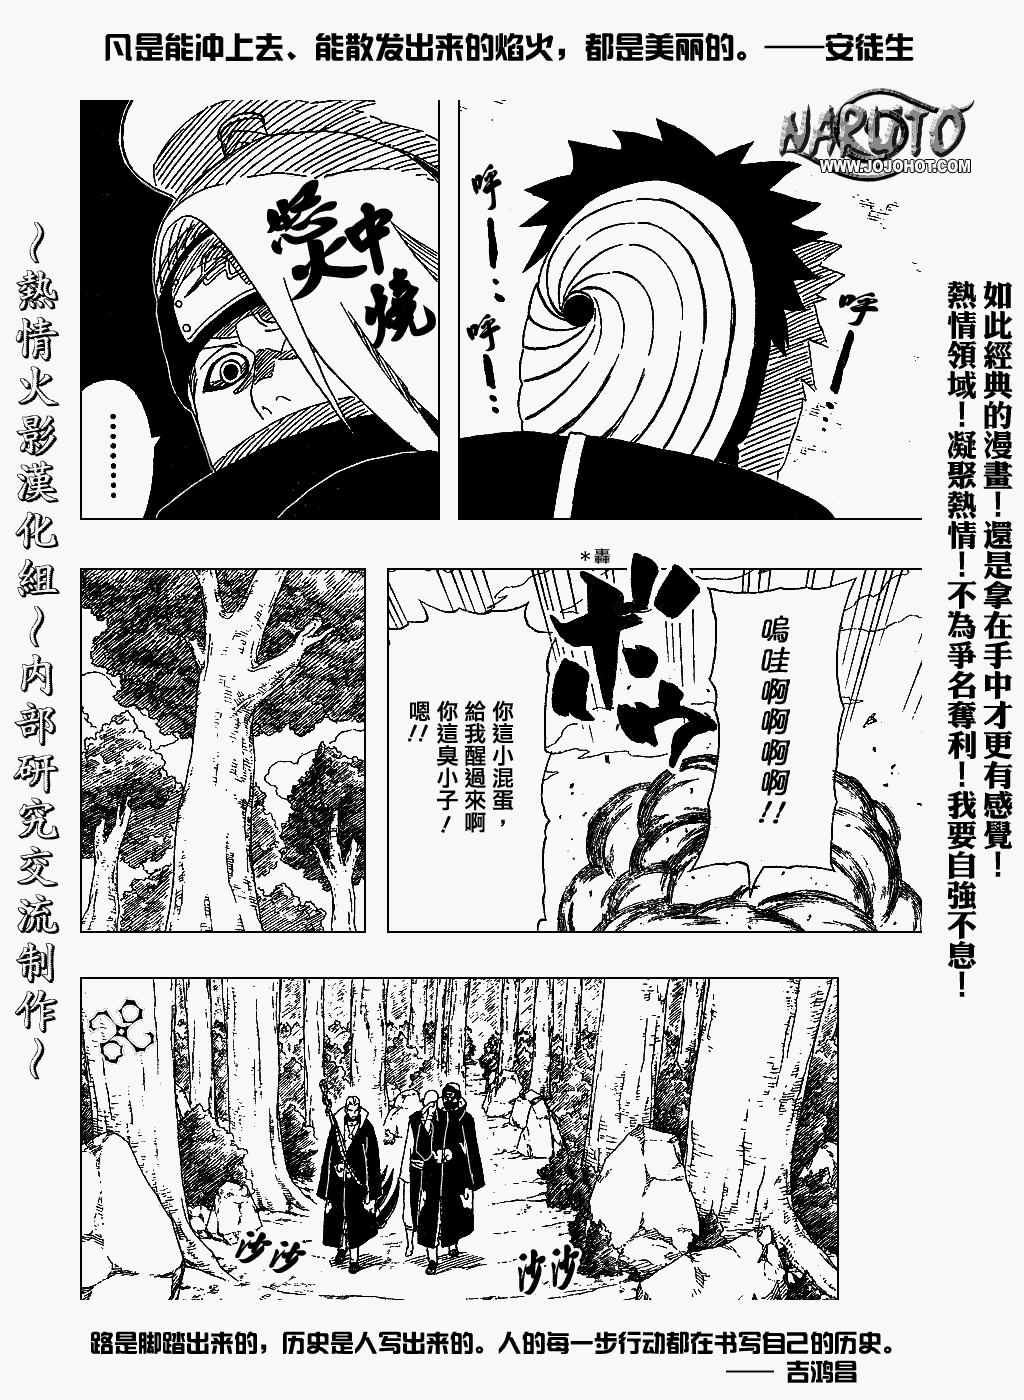 凡是能冲上去、能散发出来的焰火，都是美丽的。——安徒生
NARUTO
WWW.JOJOHOT.COM
如此經典的漫畫！還是拿在手中才更有感覺！
熱情領域！凝聚熱情！不為爭名奪利！我要自強不息！
～熱情火影漢化組～内部研究交流制作～
呼—…
呼—…
呼—…
怒火中燒
………
＊轟
ボウ
嗚哇啊啊啊啊!!
你這小混蛋，
給我醒過來啊
你這臭小子！
嗯!!
沙沙
沙沙
路是脚踏出来的，历史是人写出来的。人的每一步行动都在书写自己的历史。
—— 吉鸿昌